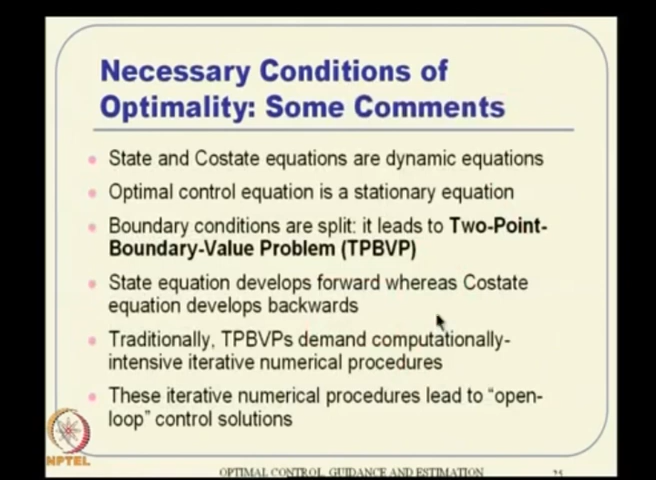 Necessary Conditions of
Optimality: Some Comments
State and Costate equations are dynamic equations
Optimal control equation is a stationary equation
Boundary conditions are split: it leads to Two-Point-
Boundary-Value Problem (TPBVP)
State equation develops forward whereas Costate
equation develops backwards
Traditionally, TPBVPs demand computationally-
intensive iterative numerical procedures
These iterative numerical procedures lead to “open-
loop” control solutions
NPTEL
OPTIMAL CONTROL, GUIDANCE AND ESTIMATION